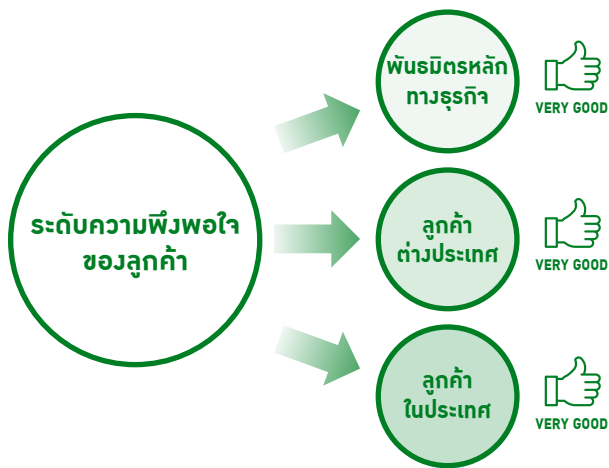 ระดับความพึงพอใจ
ของลูกค้า
พันธมิตรหลัก
ทางธุรกิจ
VERY GOOD
ลูกค้า
ต่างประเทศ
VERY GOOD
ลูกค้า
ในประเทศ
VERY GOOD